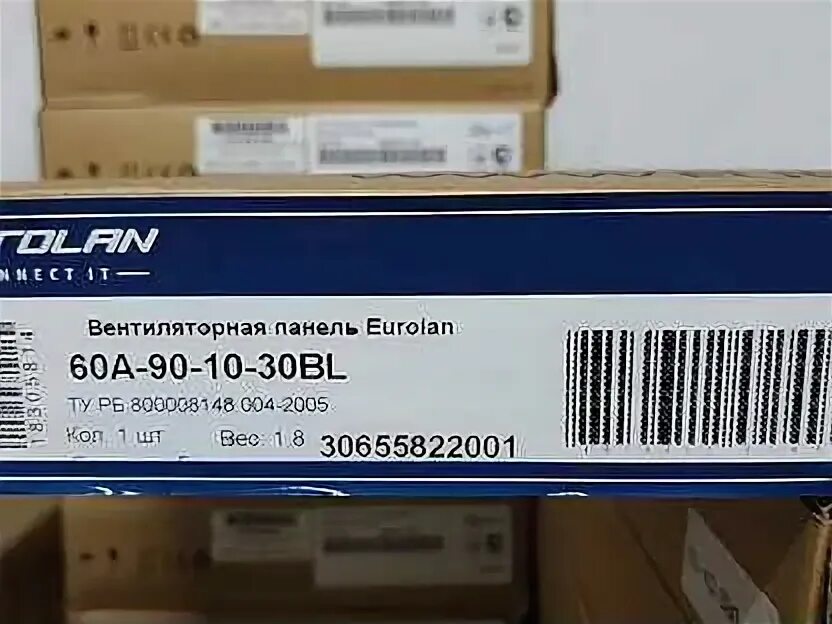 TOLAN
NNECT IT
Вентиляторная панель Eurolan
60A-90-10-30BL
ТУ РБ 800008148.004-2005
Кол. 1 шт Вес: 1.8 30655822001